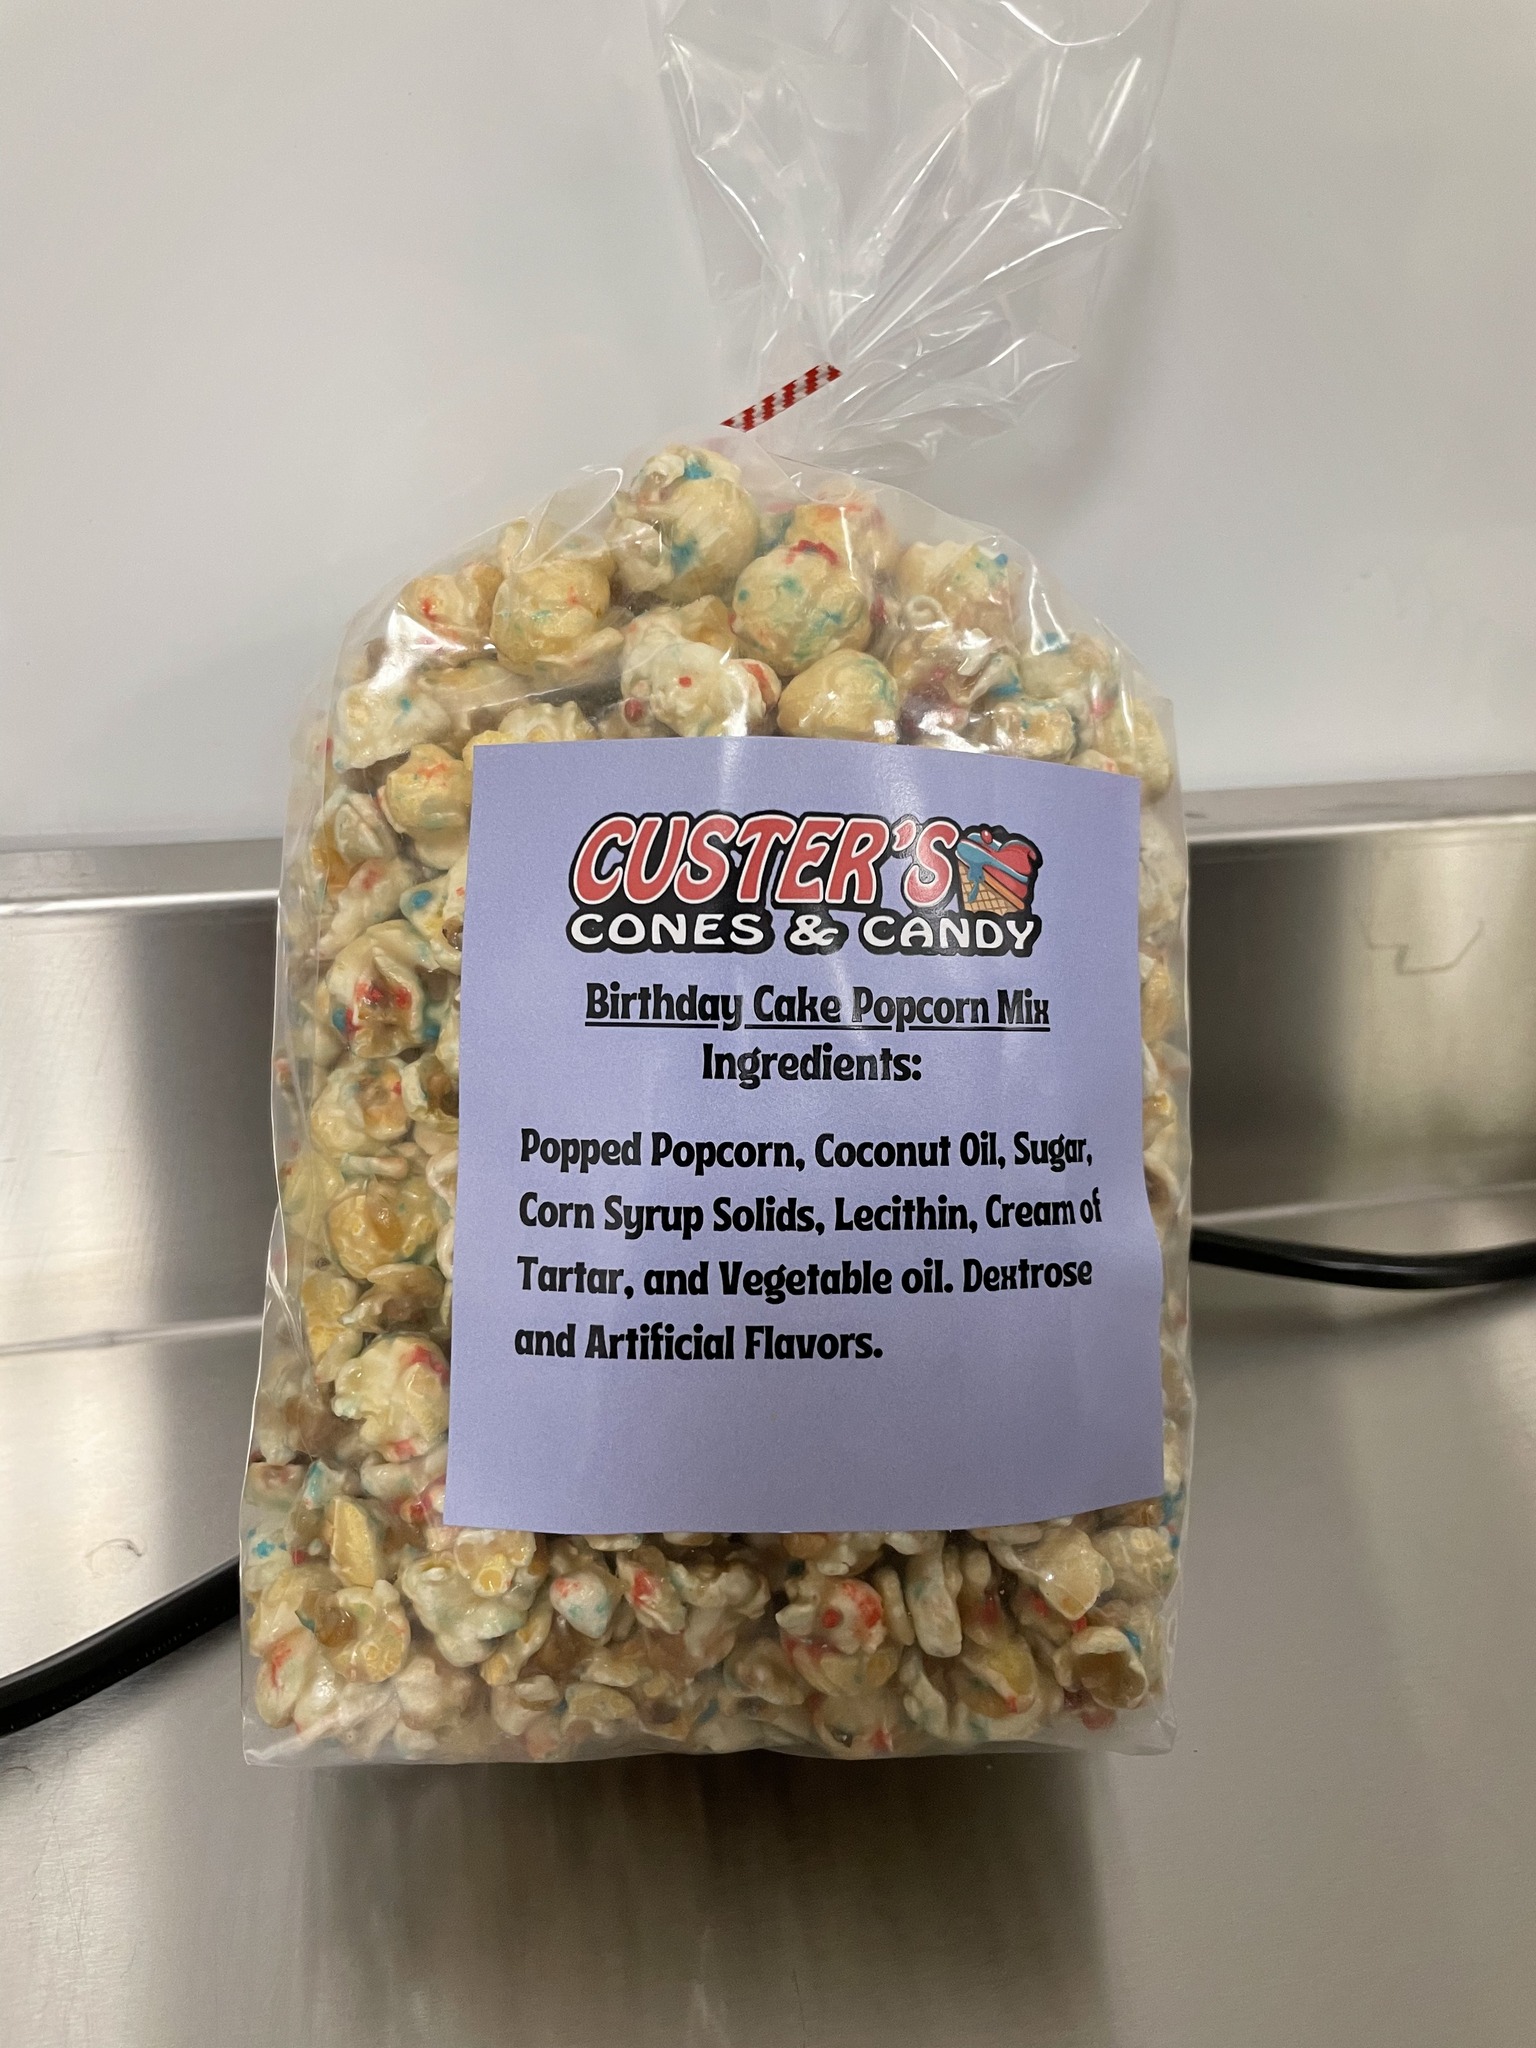 CUSTER'S
CONES & CANDY
Birthday Cake Popcorn Mix
Ingredients:
Popped Popcorn, Coconut Oil, Sugar,
Corn Syrup Solids, Lecithin, Cream of
Tartar, and Vegetable oil. Dextrose
and Artificial Flavors.